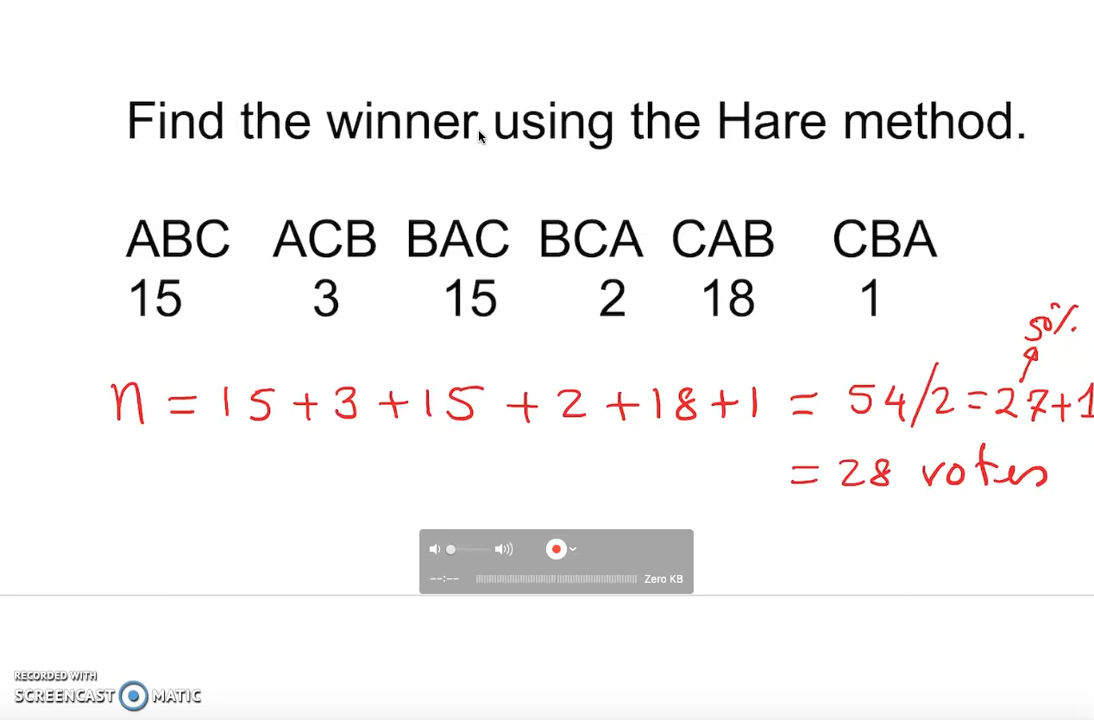 Find the winner using the Hare method.
ABC ACB BAC BCA CAB CBA
15 3 15 2 18 1
50%
n = 15 + 3 + 15 + 2 + 18 + 1 = 54/2 = 27+1
= 28 votes
--:-- Zero KB
RECORDED WITH
SCREENCAST MATIC